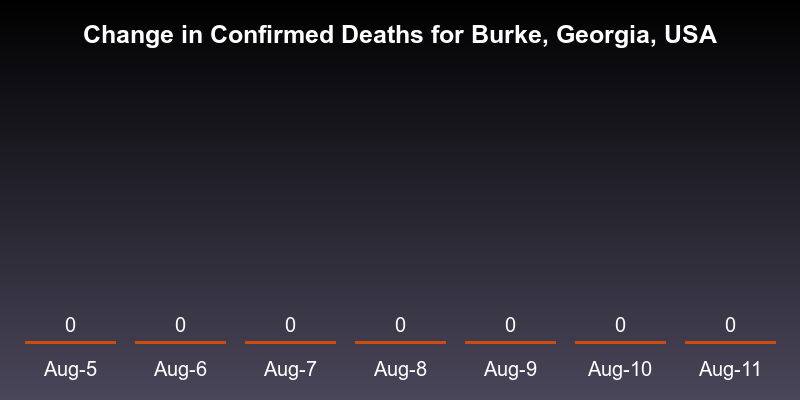 Change in Confirmed Deaths for Burke, Georgia, USA
0 0 0 0 0 0 0
Aug-5 Aug-6 Aug-7 Aug-8 Aug-9 Aug-10 Aug-11